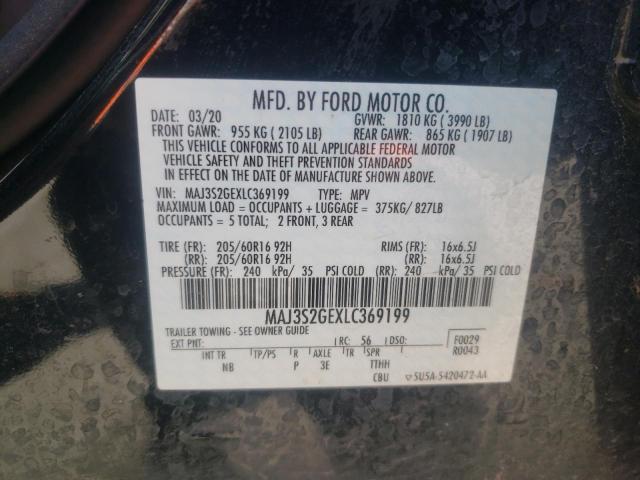 MFD. BY FORD MOTOR CO.
DATE: 03/20 GVWR: 1810 KG ( 3990 LB)
FRONT GAWR: 955 KG ( 2105 LB) REAR GAWR: 865 KG ( 1907 LB)
THIS VEHICLE CONFORMS TO ALL APPLICABLE FEDERAL MOTOR
VEHICLE SAFETY AND THEFT PREVENTION STANDARDS
IN EFFECT ON THE DATE OF MANUFACTURE SHOWN ABOVE.
VIN: MAJ3S2GEXLC369199 TYPE: MPV
MAXIMUM LOAD = OCCUPANTS + LUGGAGE = 375KG/ 827LB
OCCUPANTS = 5 TOTAL; 2 FRONT, 3 REAR
TIRE (FR): 205/60R16 92H RIMS (FR): 16x6.5J
(RR): 205/60R16 92H (RR): 16x6.5J
PRESSURE (FR): 240 kPa/ 35 PSI COLD (RR): 240 kPa/ 35 PSI COLD
MAJ3S2GEXLC369199
TRAILER TOWING - SEE OWNER GUIDE
EXT PNT: RC: 56 DSO: F0029
R0043
INT TR TP/PS R AXLE TR SPR
NB P 3E TTHH
CBU 5U5A-5420472-AA